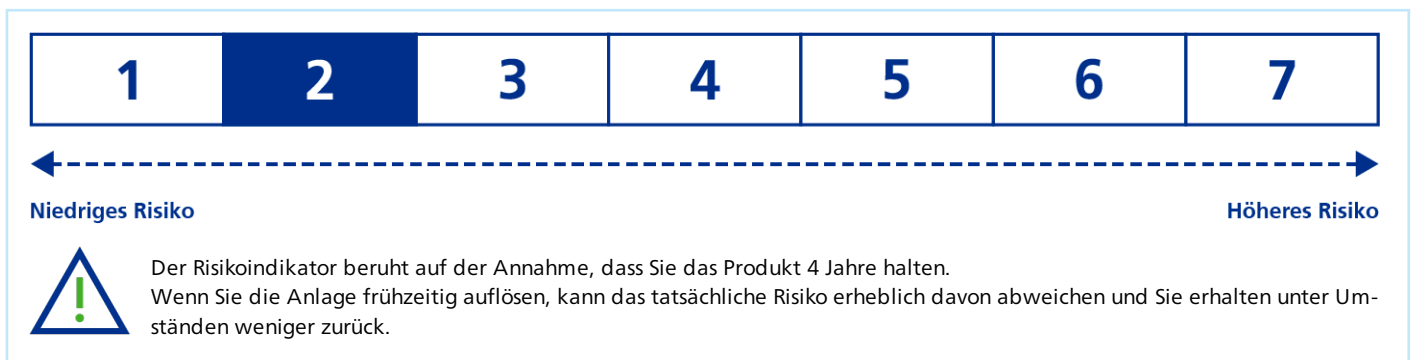 1 2 3 4 5 6 7
Niedriges Risiko Höheres Risiko
Der Risikoindikator beruht auf der Annahme, dass Sie das Produkt 4 Jahre halten.
Wenn Sie die Anlage frühzeitig auflösen, kann das tatsächliche Risiko erheblich davon abweichen und Sie erhalten unter Um-
ständen weniger zurück.